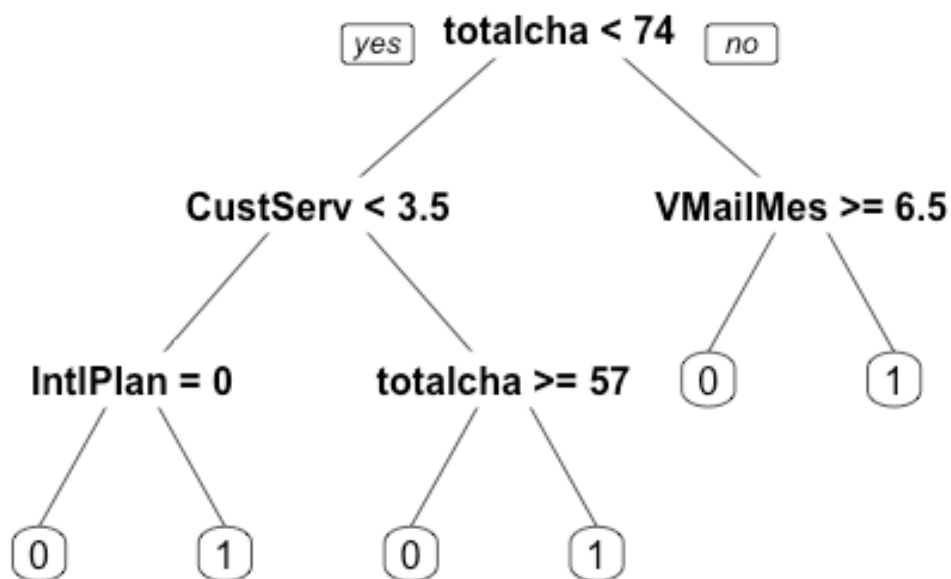 yes totalcha < 74 no
CustServ < 3.5 VMailMes >= 6.5
IntlPlan = 0 totalcha >= 57 0 1
0 1 0 1